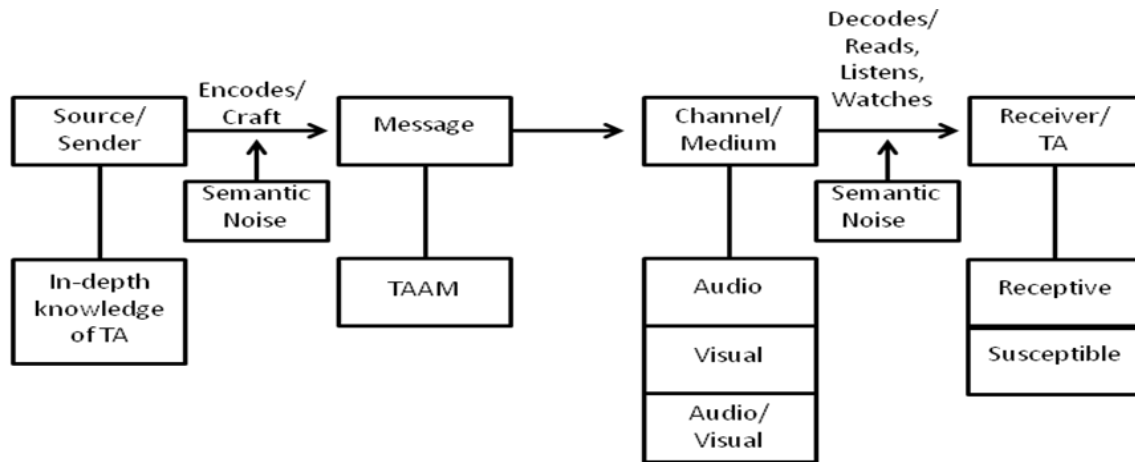 Source/
Sender
Encodes/
Craft
Message
Channel/
Medium
Decodes/
Reads,
Listens,
Watches
Receiver/
TA
Semantic
Noise
Semantic
Noise
In-depth
knowledge
of TA
TAAM
Audio
Visual
Audio/
Visual
Receptive
Susceptible